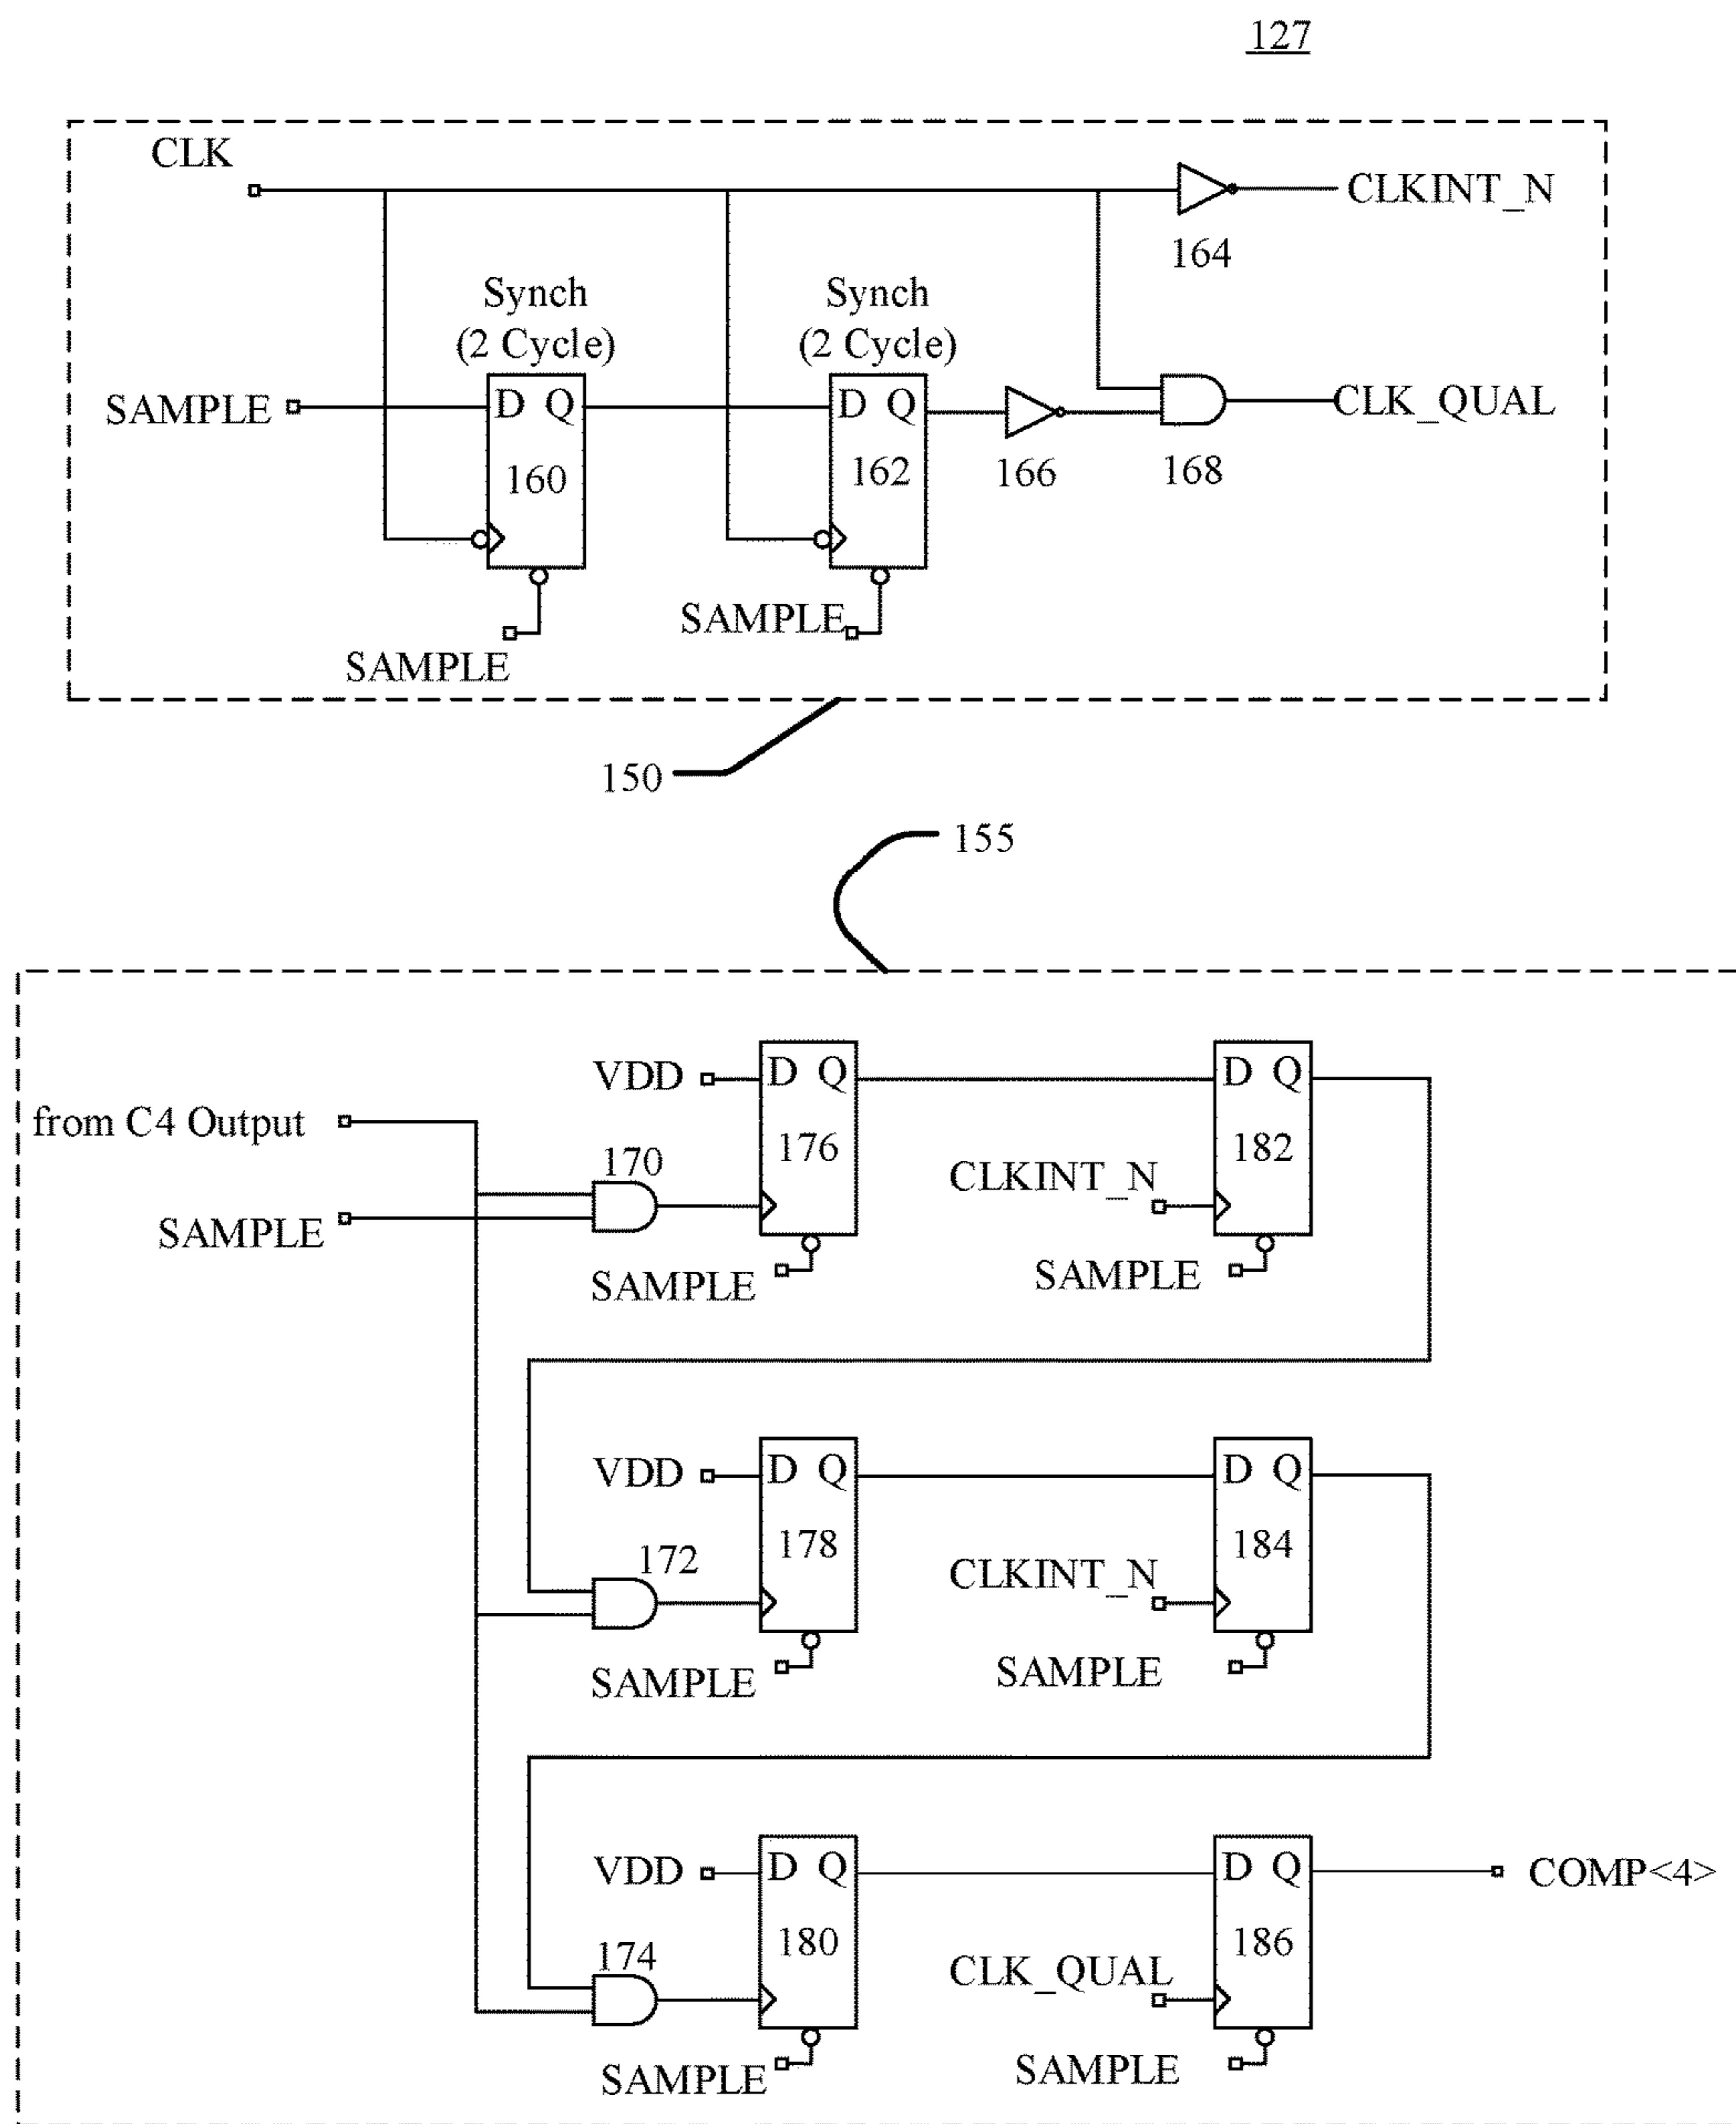 127
CLK
CLKINT_N
164
Synch
(2 Cycle)
Synch
(2 Cycle)
SAMPLE
D Q
160
D Q
162
166
168
CLK_QUAL
SAMPLE
SAMPLE
150
155
VDD
D Q
176
D Q
182
from C4 Output
170
CLKINT_N
SAMPLE
SAMPLE
SAMPLE
VDD
D Q
178
D Q
184
172
CLKINT_N
SAMPLE
SAMPLE
VDD
D Q
180
D Q
186
COMP<4>
174
CLK_QUAL
SAMPLE
SAMPLE